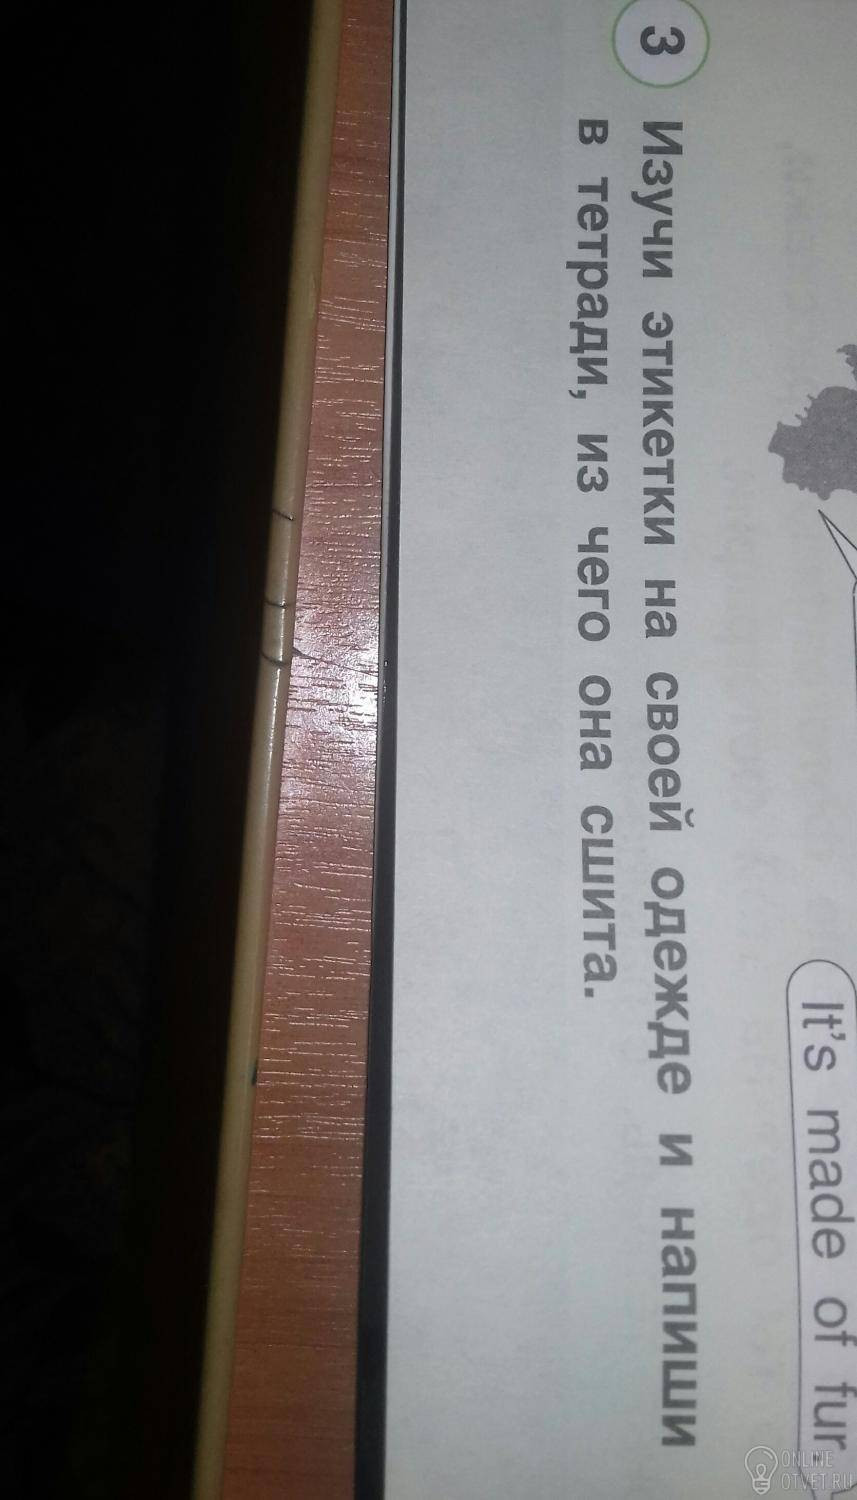 It's made of fur.
3 Изучи этикетки на своей одежде и напиши
в тетради, из чего она сшита.
ONLINE
OTVET.RU